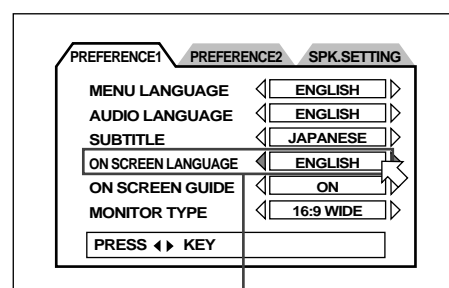 PREFERENCE1 PREFERENCE2 SPK.SETTING
MENU LANGUAGE ENGLISH
AUDIO LANGUAGE ENGLISH
SUBTITLE JAPANESE
ON SCREEN LANGUAGE ENGLISH
ON SCREEN GUIDE ON
MONITOR TYPE 16:9 WIDE
PRESS KEY